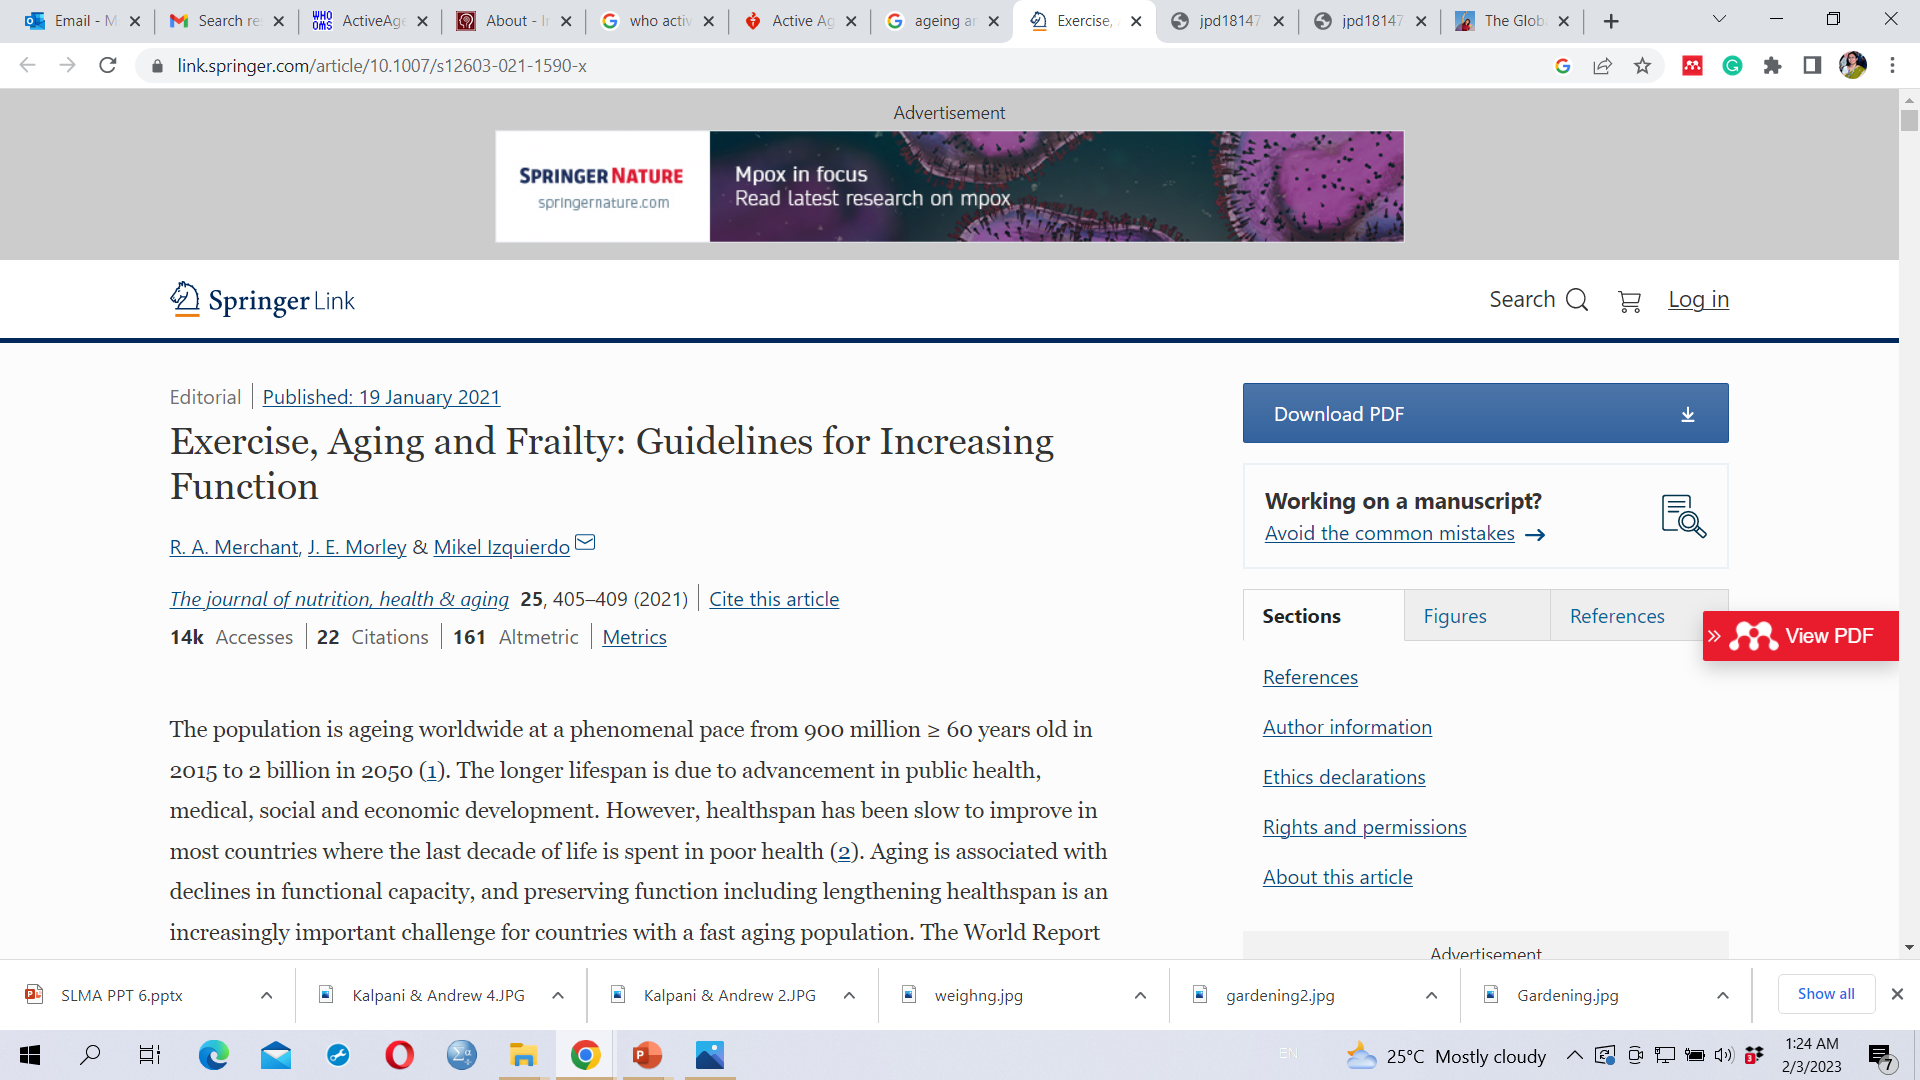 Email - M
Search re
ActiveAge
About - I
who activ
Active Ag
ageing ar
Exercise,
jpd18147
jpd18147
The Glob
link.springer.com/article/10.1007/s12603-021-1590-x
Advertisement
SPRINGER NATURE
springernature.com
Mpox in focus
Read latest research on mpox
Springer Link
Search
Log in
Editorial
Published: 19 January 2021
Exercise, Aging and Frailty: Guidelines for Increasing
Function
R. A. Merchant, J. E. Morley & Mikel Izquierdo
The journal of nutrition, health & aging 25, 405–409 (2021)
Cite this article
14k Accesses
22 Citations
161 Altmetric
Metrics
The population is ageing worldwide at a phenomenal pace from 900 million ≥ 60 years old in
2015 to 2 billion in 2050 (1). The longer lifespan is due to advancement in public health,
medical, social and economic development. However, healthspan has been slow to improve in
most countries where the last decade of life is spent in poor health (2). Aging is associated with
declines in functional capacity, and preserving function including lengthening healthspan is an
increasingly important challenge for countries with a fast aging population. The World Report
Download PDF
Working on a manuscript?
Avoid the common mistakes →
Sections
Figures
References
» View PDF
References
Author information
Ethics declarations
Rights and permissions
About this article
Advertisement
SLMA PPT 6.pptx
Kalpani & Andrew 4.JPG
Kalpani & Andrew 2.JPG
weighng.jpg
gardening2.jpg
Gardening.jpg
Show all
EN
25°C Mostly cloudy
1:24 AM
2/3/2023
7